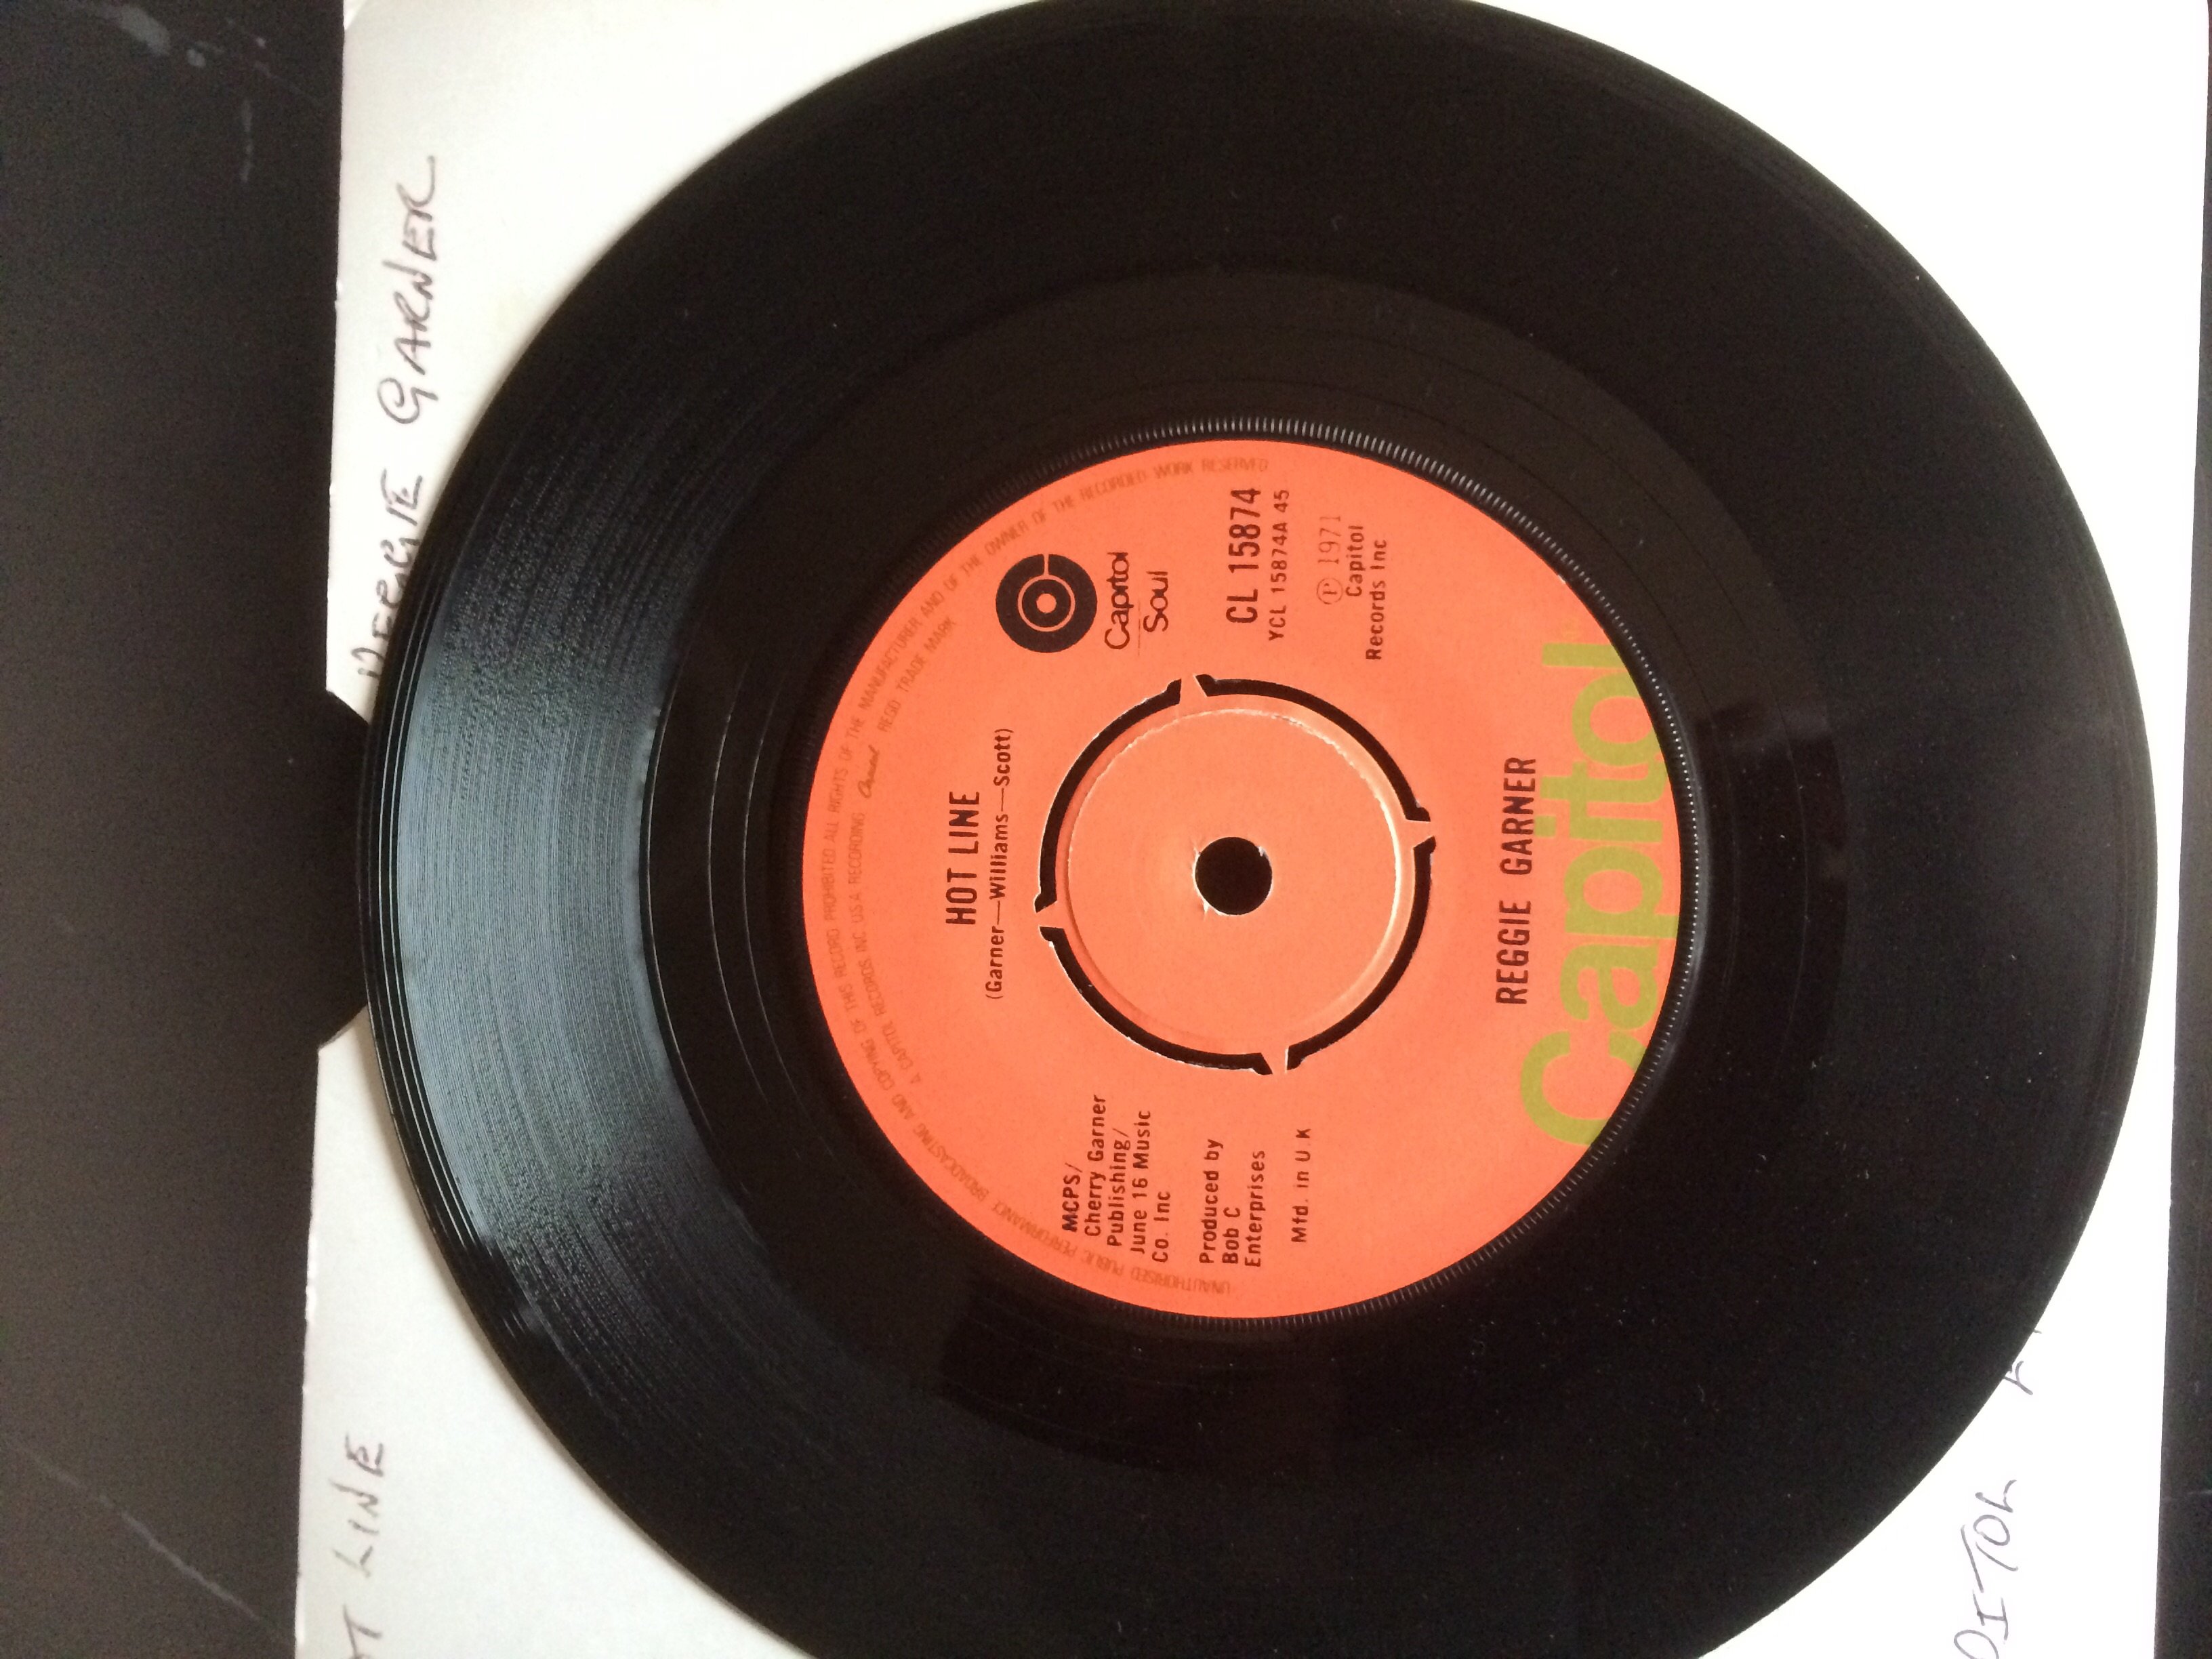 REGGIE GARNER
LINE
UNAUTHORISED PUBLIC PERFORMANCE BROADCASTING AND COPYING OF THIS RECORD PROHIBITED ALL RIGHTS OF THE MANUFACTURER AND OF THE OWNER OF THE RECORDED WORK RESERVED
A CAPITOL RECORDS, INC. U.S.A. RECORDING Capitol REGD TRADE MARK
HOT LINE
(Garner—Williams—Scott)
MCPS/
Cherry Garner
Publishing/
June 16 Music
Co. Inc
Produced by
Bob C
Enterprises
Mfd. in U K
Capitol
Soul
CL 15874
YCL 15874A 45
Ⓟ 1971
Capitol
Records Inc
REGGIE GARNER
Capitol